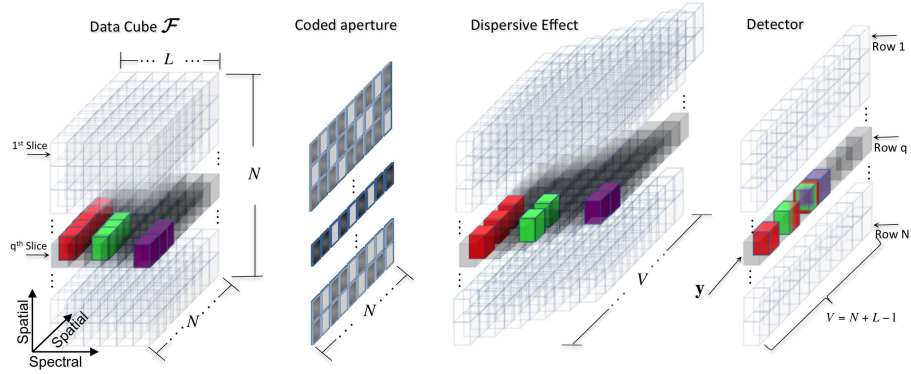 Data Cube 𝓕
Coded aperture
Dispersive Effect
Detector
... L ...
Row 1
1st Slice
N
Row q
qth Slice
Row N
y
V
V = N + L − 1
... N ...
... N ...
Spatial
Spatial
Spectral